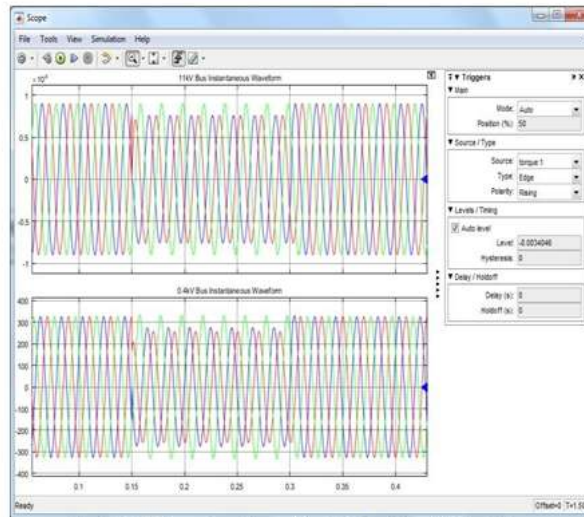 Scope
File Tools View Simulation Help
11kV Bus Instantaneous Waveform
1
0.5
0
-0.5
-1
0.4kV Bus Instantaneous Waveform
400
300
200
100
0
-100
-200
-300
-400
0.1 0.15 0.2 0.25 0.3 0.35 0.4
Triggers
Main
Mode: Auto
Position (%): 50
Source / Type
Source: torque 1
Type: Edge
Polarity: Rising
Levels / Timing
Auto level
Level: -0.0034046
Hysteresis: 0
Delay / Holdoff
Delay (s): 0
Holdoff (s): 0
Ready
Offset=0